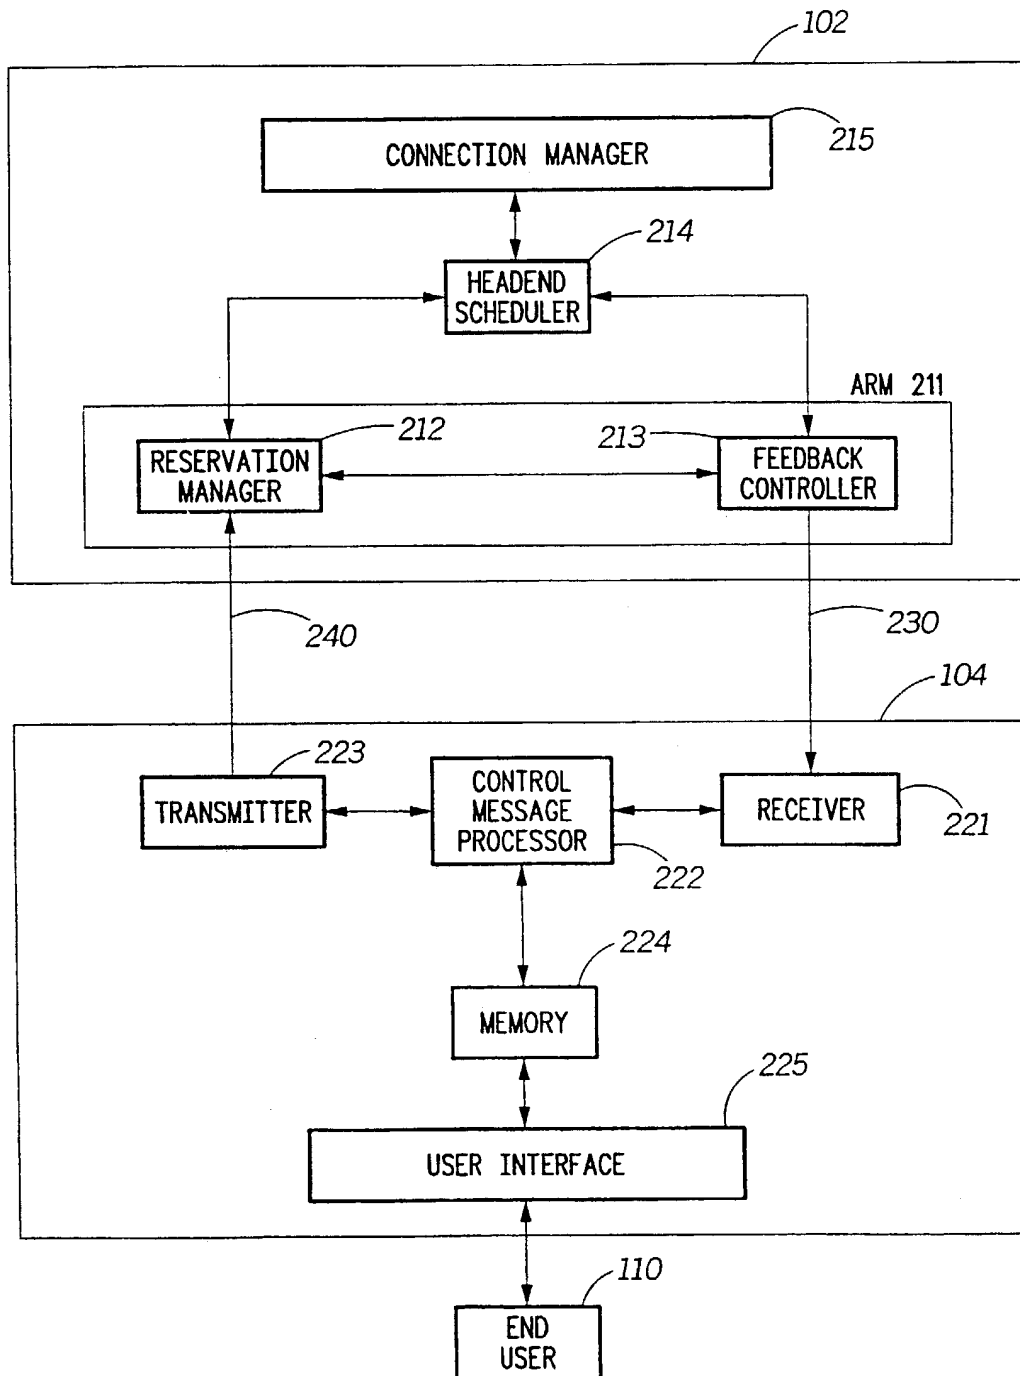 102
CONNECTION MANAGER
215
214
HEADEND
SCHEDULER
ARM 211
RESERVATION
MANAGER
212
213
FEEDBACK
CONTROLLER
240
230
104
223
TRANSMITTER
CONTROL
MESSAGE
PROCESSOR
222
RECEIVER
221
224
MEMORY
225
USER INTERFACE
110
END
USER